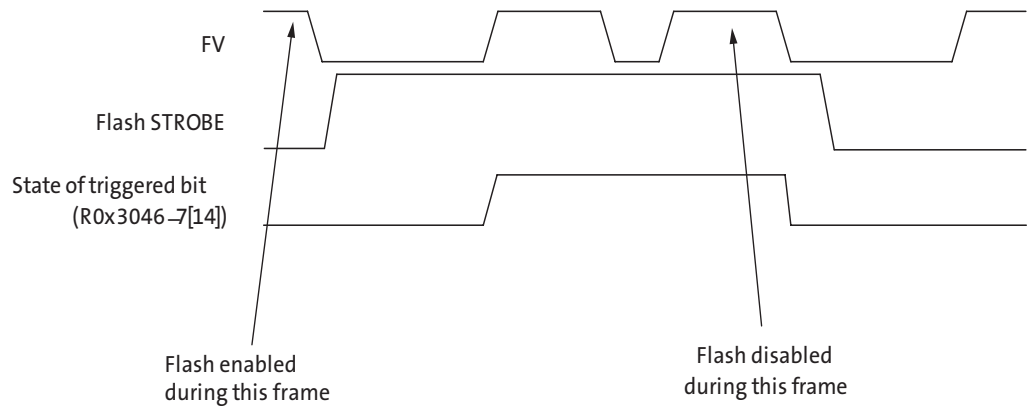 FV
Flash STROBE
State of triggered bit
(R0x3046–7[14])
Flash enabled
during this frame
Flash disabled
during this frame